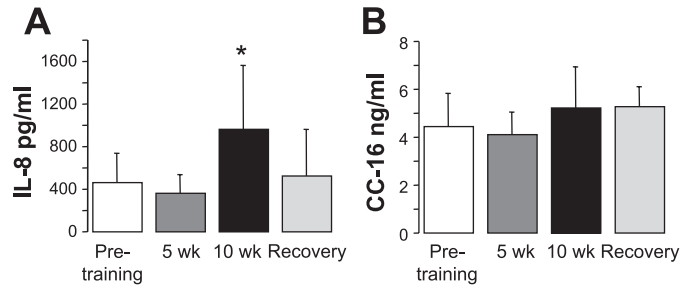 A
IL-8 pg/ml
1600
1200
800
400
0
*
Pre-
training
5 wk
10 wk
Recovery
B
CC-16 ng/ml
8
6
4
2
0
Pre-
training
5 wk
10 wk
Recovery